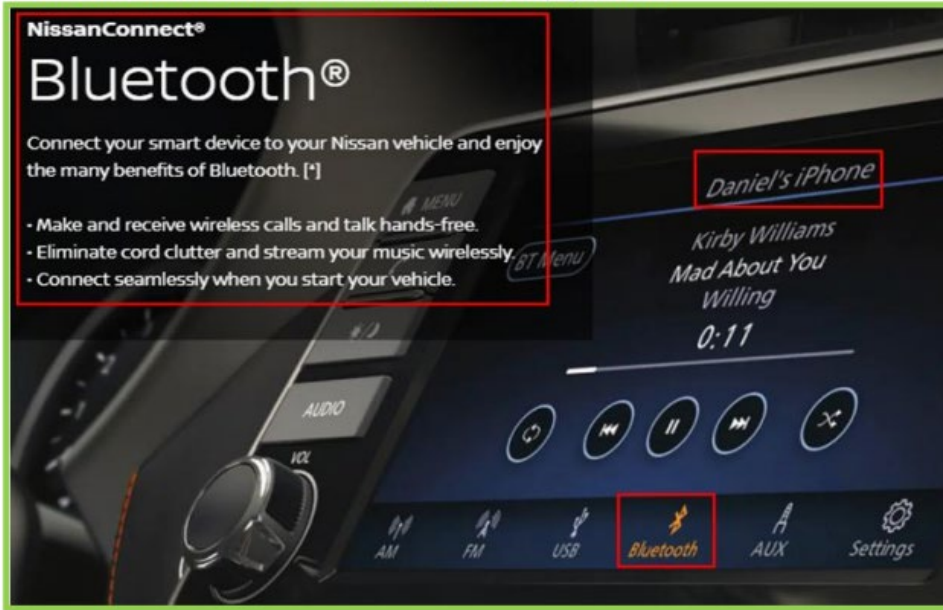 NissanConnect®
Bluetooth®
Connect your smart device to your Nissan vehicle and enjoy
the many benefits of Bluetooth. [*]
- Make and receive wireless calls and talk hands-free.
- Eliminate cord clutter and stream your music wirelessly.
- Connect seamlessly when you start your vehicle.
MENU
Daniel's iPhone
BT Menu
Kirby Williams
Mad About You
Willing
0:11
AUDIO
VOL
AM
FM
USB
Bluetooth
AUX
Settings